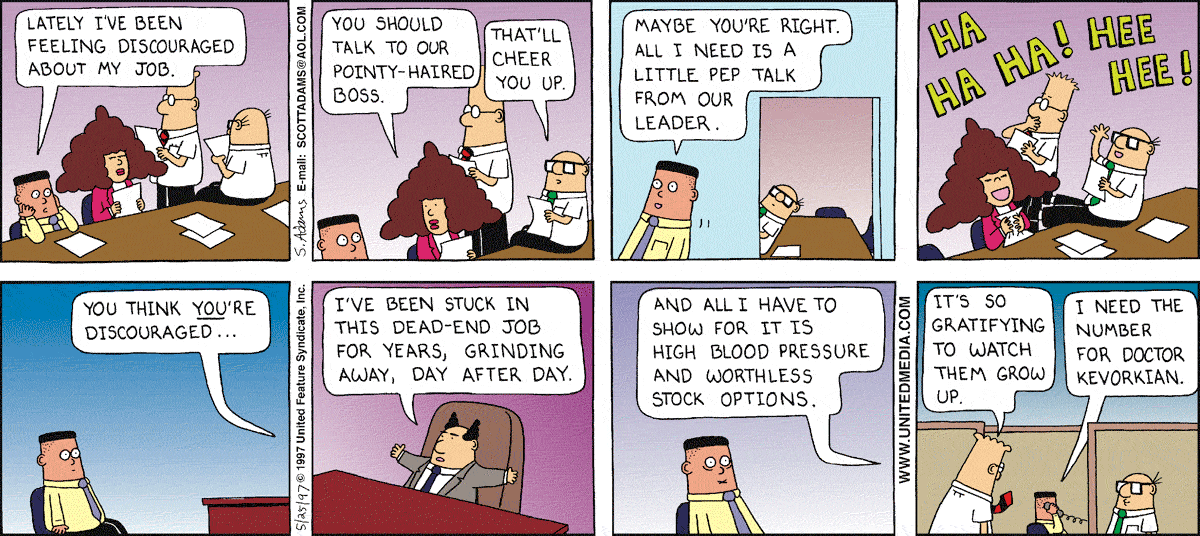 LATELY I'VE BEEN
FEELING DISCOURAGED
ABOUT MY JOB.
S. Adams E-mail: SCOTTADAMS@AOL.COM
YOU SHOULD
TALK TO OUR
POINTY-HAIRED
BOSS.
THAT'LL
CHEER
YOU UP.
MAYBE YOU'RE RIGHT.
ALL I NEED IS A
LITTLE PEP TALK
FROM OUR
LEADER.
HA
HA HA! HEE
HEE!
YOU THINK YOU'RE
DISCOURAGED...
5/25/97 © 1997 United Feature Syndicate, Inc.
I'VE BEEN STUCK IN
THIS DEAD-END JOB
FOR YEARS, GRINDING
AWAY, DAY AFTER DAY.
AND ALL I HAVE TO
SHOW FOR IT IS
HIGH BLOOD PRESSURE
AND WORTHLESS
STOCK OPTIONS.
WWW.UNITEDMEDIA.COM
IT'S SO
GRATIFYING
TO WATCH
THEM GROW
UP.
I NEED THE
NUMBER
FOR DOCTOR
KEVORKIAN.